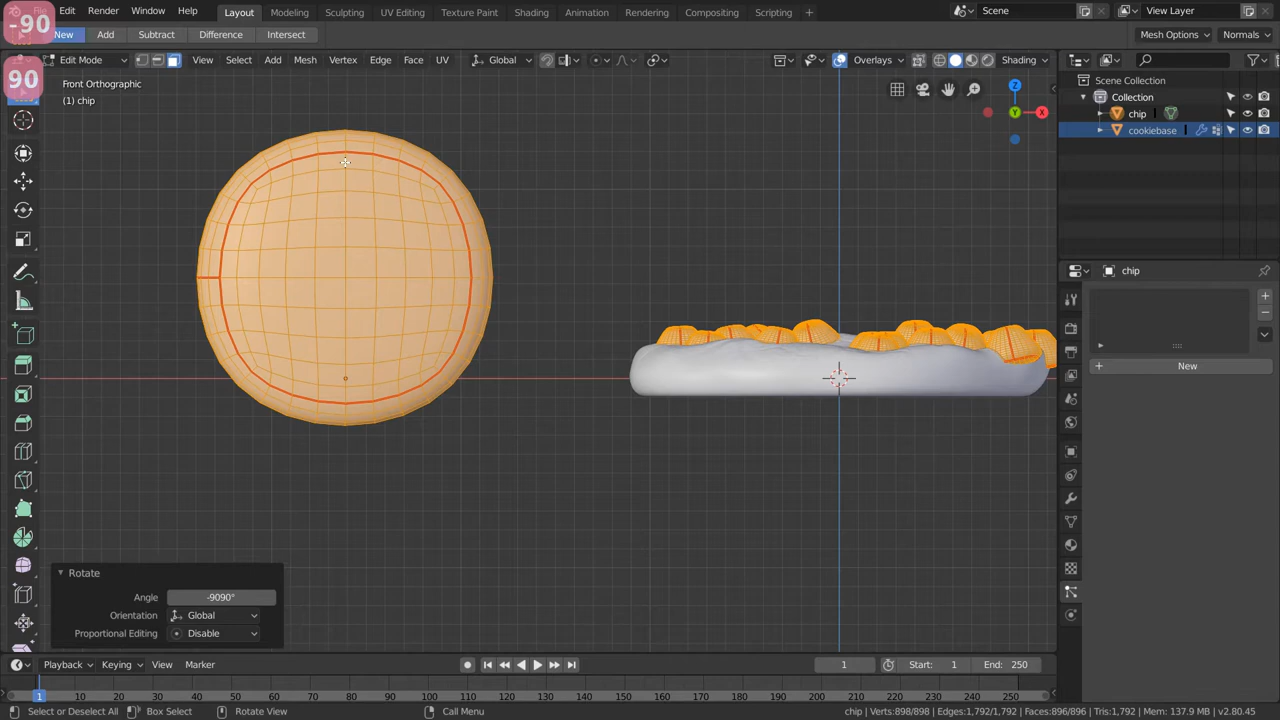 -90
File Edit Render Window Help Layout Modeling Sculpting UV Editing Texture Paint Shading Animation Rendering Compositing Scripting + Scene View Layer
New Add Subtract Difference Intersect Mesh Options Normals
90
Edit Mode View Select Add Mesh Vertex Edge Face UV Global Overlays Shading
Front Orthographic
(1) chip
Z
Y
X
Scene Collection
Collection
chip
cookiebase
chip
New
Rotate
Angle -9090°
Orientation Global
Proportional Editing Disable
Playback Keying View Marker 1 Start: 1 End: 250
1 10 20 30 40 50 60 70 80 90 100 110 120 130 140 150 160 170 180 190 200 210 220 230 240 250
Select or Deselect All Box Select Rotate View Call Menu chip | Verts:898/898 | Edges:1,792/1,792 | Faces:896/896 | Tris:1,792 | Mem: 137.9 MB | v2.80.45